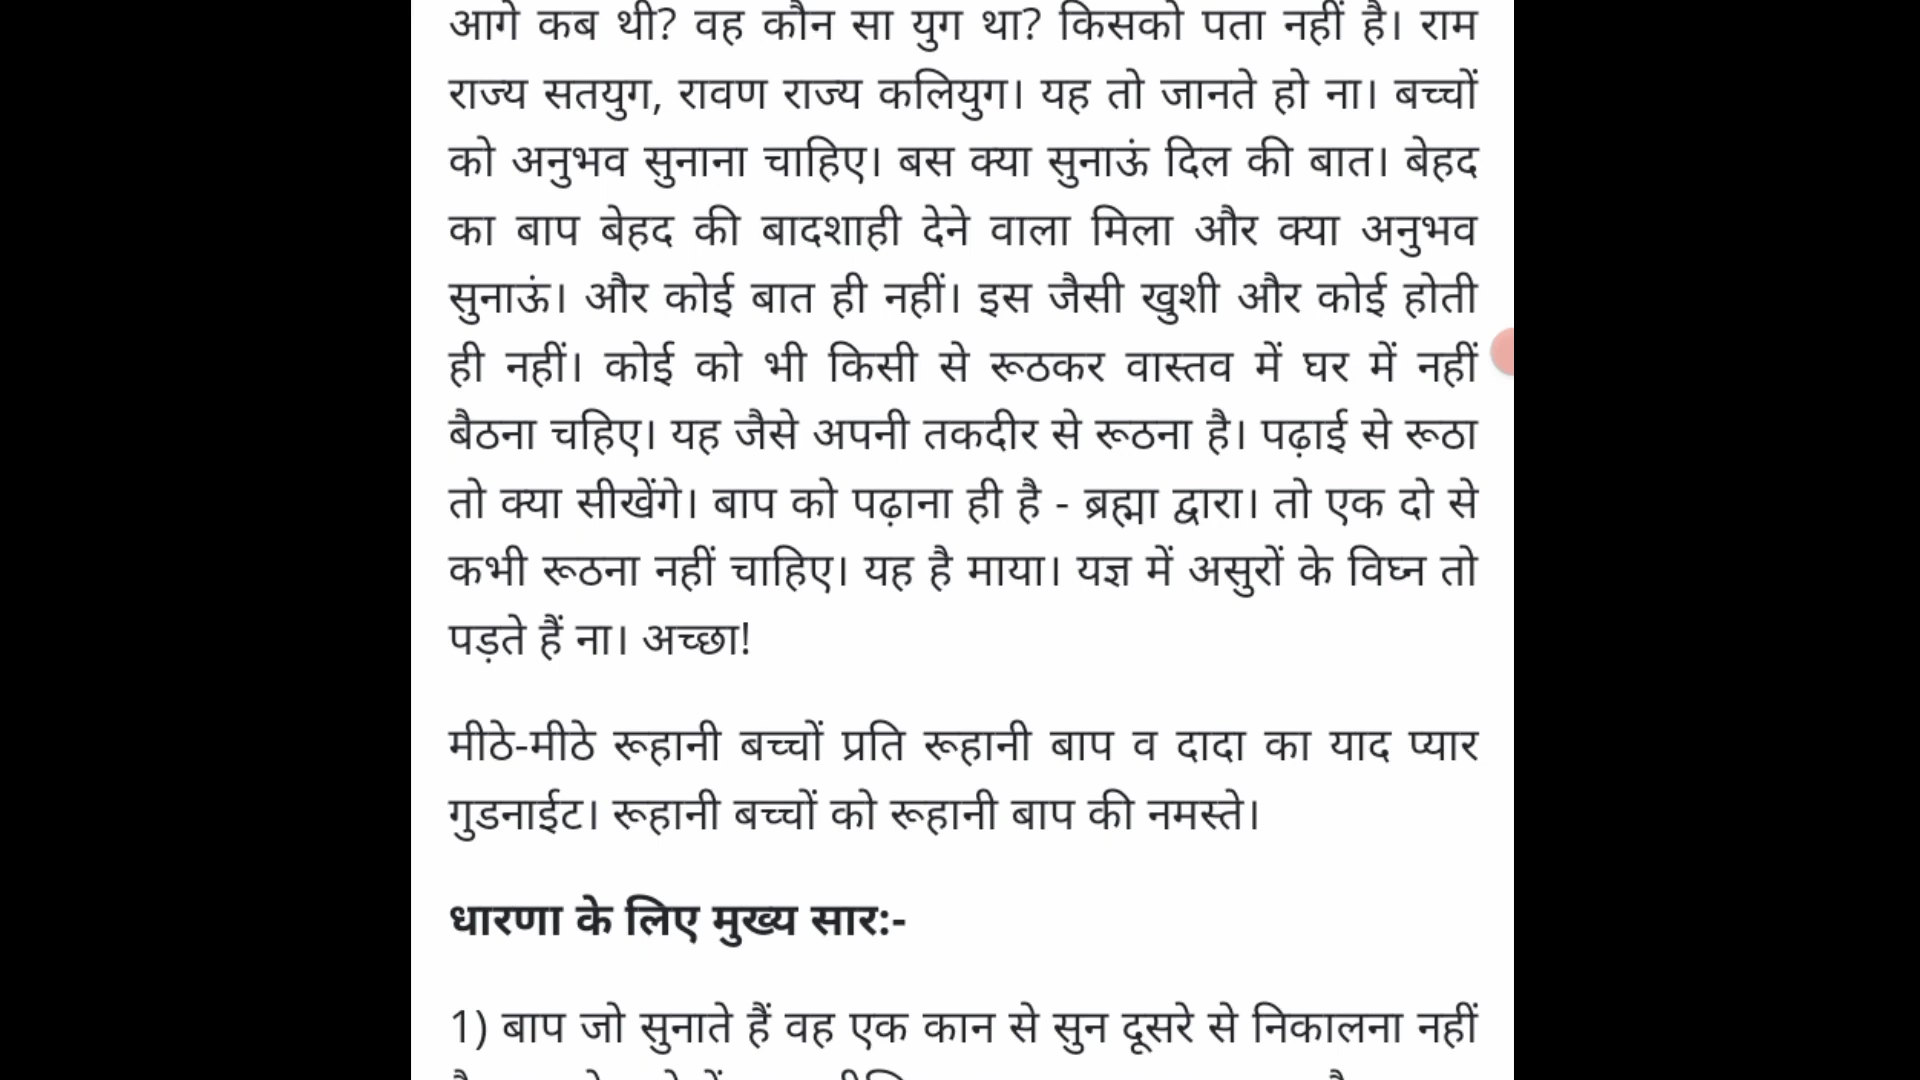 आगे कब थी? वह कौन सा युग था? किसको पता नहीं है। राम
राज्य सतयुग, रावण राज्य कलियुग। यह तो जानते हो ना। बच्चों
को अनुभव सुनाना चाहिए। बस क्या सुनाऊं दिल की बात। बेहद
का बाप बेहद की बादशाही देने वाला मिला और क्या अनुभव
सुनाऊं। और कोई बात ही नहीं। इस जैसी खुशी और कोई होती
ही नहीं। कोई को भी किसी से रूठकर वास्तव में घर में नहीं
बैठना चहिए। यह जैसे अपनी तकदीर से रूठना है। पढ़ाई से रूठा
तो क्या सीखेंगे। बाप को पढ़ाना ही है - ब्रह्मा द्वारा। तो एक दो से
कभी रूठना नहीं चाहिए। यह है माया। यज्ञ में असुरों के विघ्न तो
पड़ते हैं ना। अच्छा!
मीठे-मीठे रूहानी बच्चों प्रति रूहानी बाप व दादा का याद प्यार
गुडनाईट। रूहानी बच्चों को रूहानी बाप की नमस्ते।
धारणा के लिए मुख्य सार:-
1) बाप जो सुनाते हैं वह एक कान से सुन दूसरे से निकालना नहीं